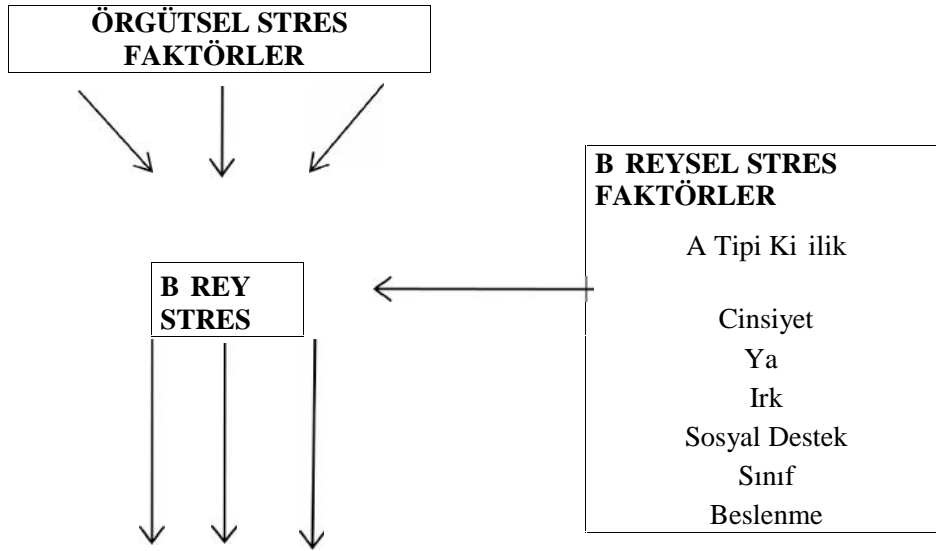 ÖRGÜTSEL STRES
FAKTÖRLER
B REYSEL STRES
FAKTÖRLER
A Tipi Ki ilik
B REY
STRES
Cinsiyet
Ya
Irk
Sosyal Destek
Sınıf
Beslenme